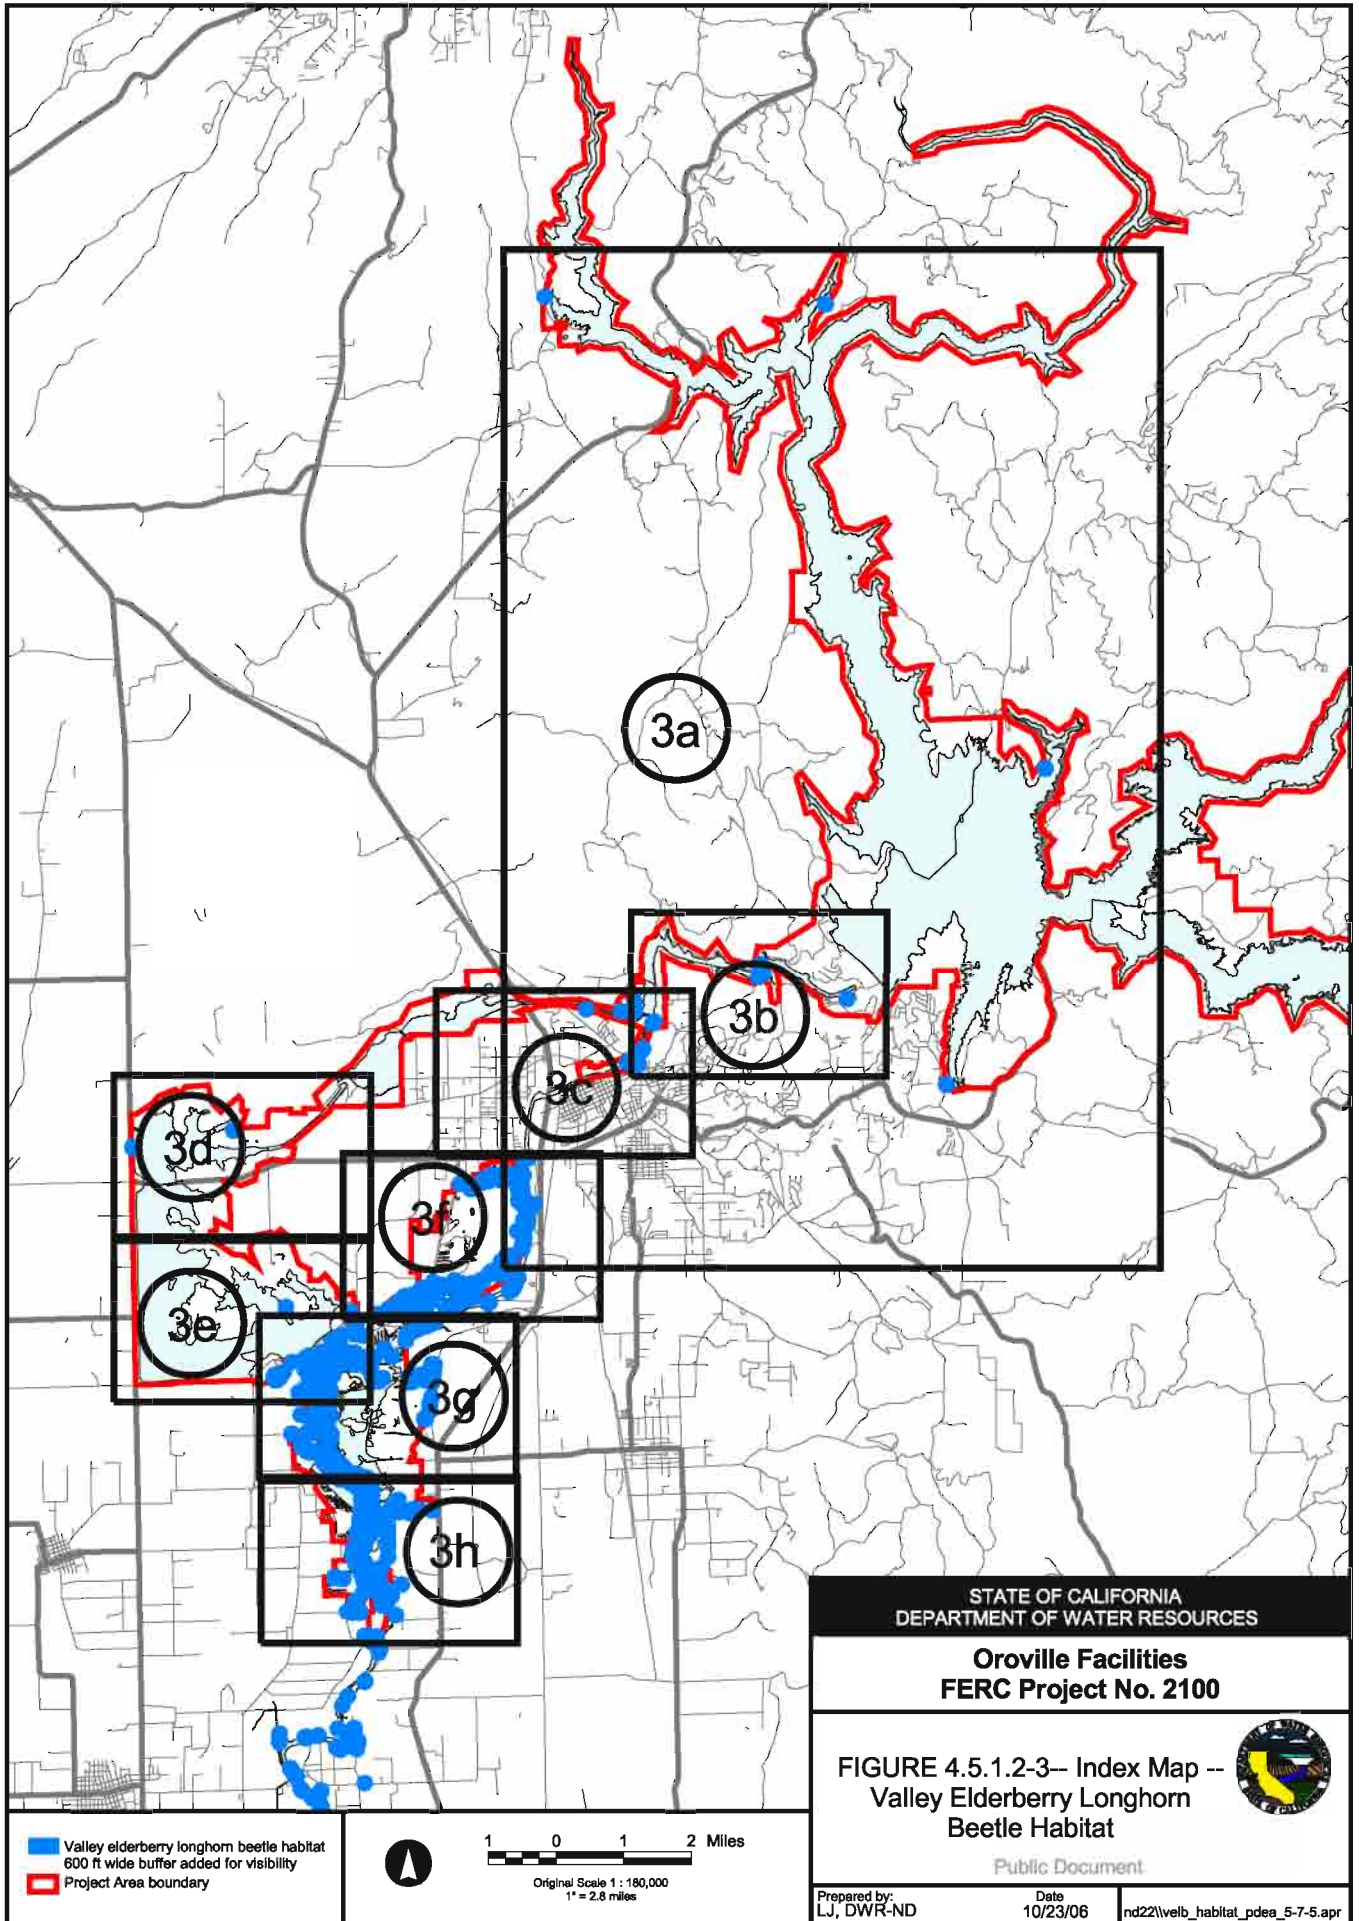 3a
3b
3c
3d
3f
3e
3g
3h
STATE OF CALIFORNIA
DEPARTMENT OF WATER RESOURCES
Oroville Facilities
FERC Project No. 2100
FIGURE 4.5.1.2-3-- Index Map --
Valley Elderberry Longhorn
Beetle Habitat
Public Document
Prepared by:
LJ, DWR-ND
Date
10/23/06
nd22\\velb_habitat_pdea_5-7-5.apr
Valley elderberry longhorn beetle habitat
600 ft wide buffer added for visibility
Project Area boundary
1 0 1 2 Miles
Original Scale 1 : 180,000
1" = 2.8 miles